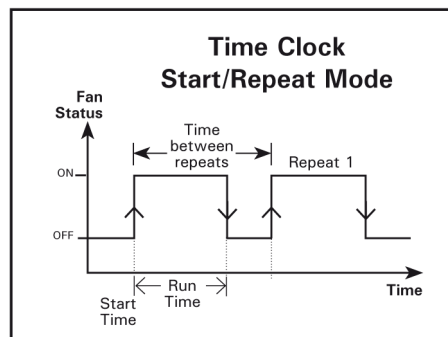 Time Clock
Start/Repeat Mode
Fan
Status
Time
between
repeats
Repeat 1
ON
OFF
Start
Time
Run
Time
Time